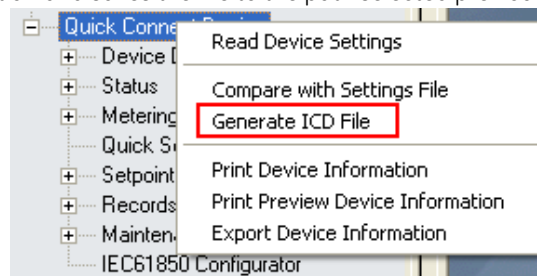 Quick Conne
Read Device Settings
Device
Status
Compare with Settings File
Metering
Generate ICD File
Quick
Setpoint
Print Device Information
Records
Print Preview Device Information
Mainten
Export Device Information
IEC61850 Configurator